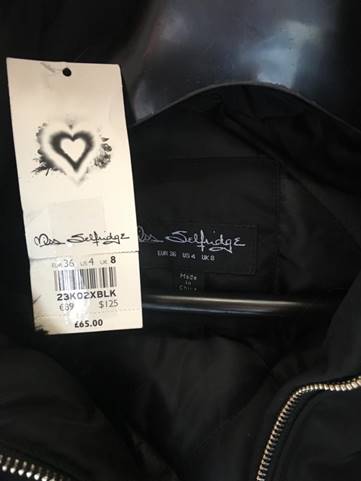 Miss Selfridge
EUR 36 US 4 UK 8
23K02XBLK
€89 $125
£65.00
Miss Selfridge
EUR 36 US 4 UK 8
Made
in
China